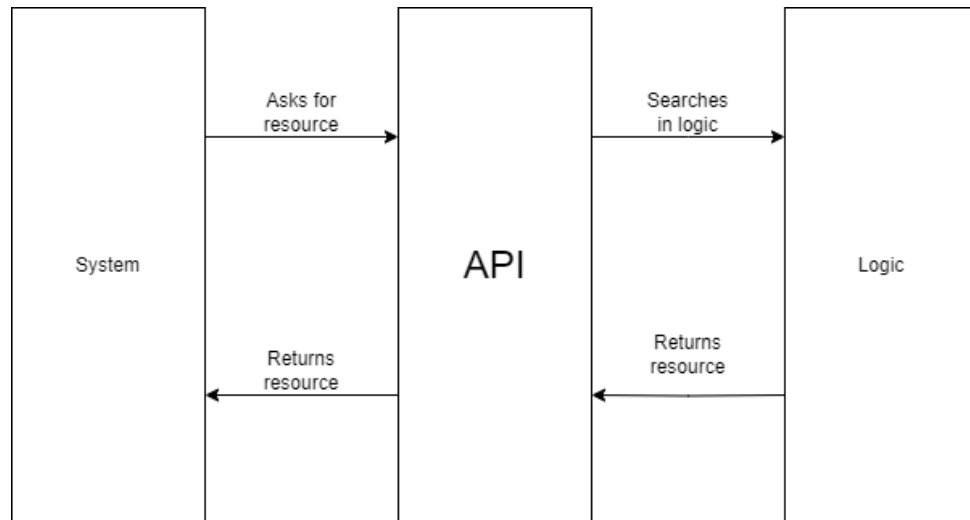 Asks for
resource
Searches
in logic
System
API
Logic
Returns
resource
Returns
resource